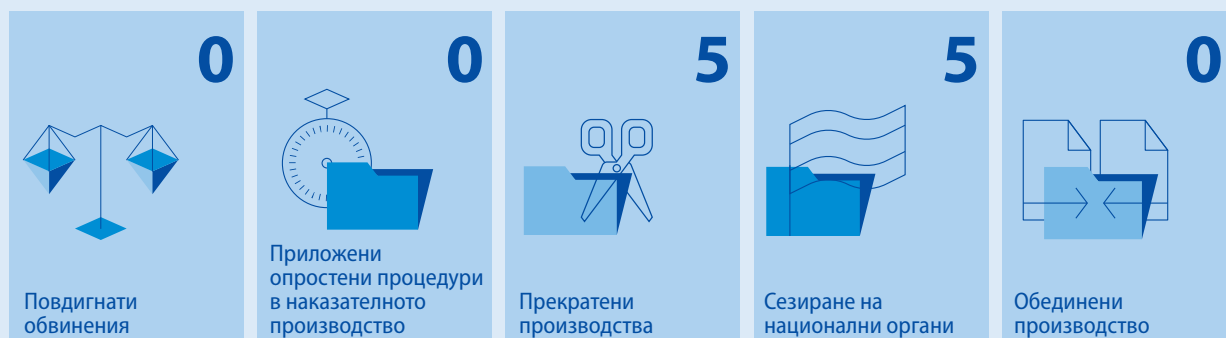 0
Повдигнати
обвинения
0
Приложени
опростени процедури
в наказателното
производство
5
Прекратени
производства
5
Сезиране на
национални органи
0
Обединени
производство